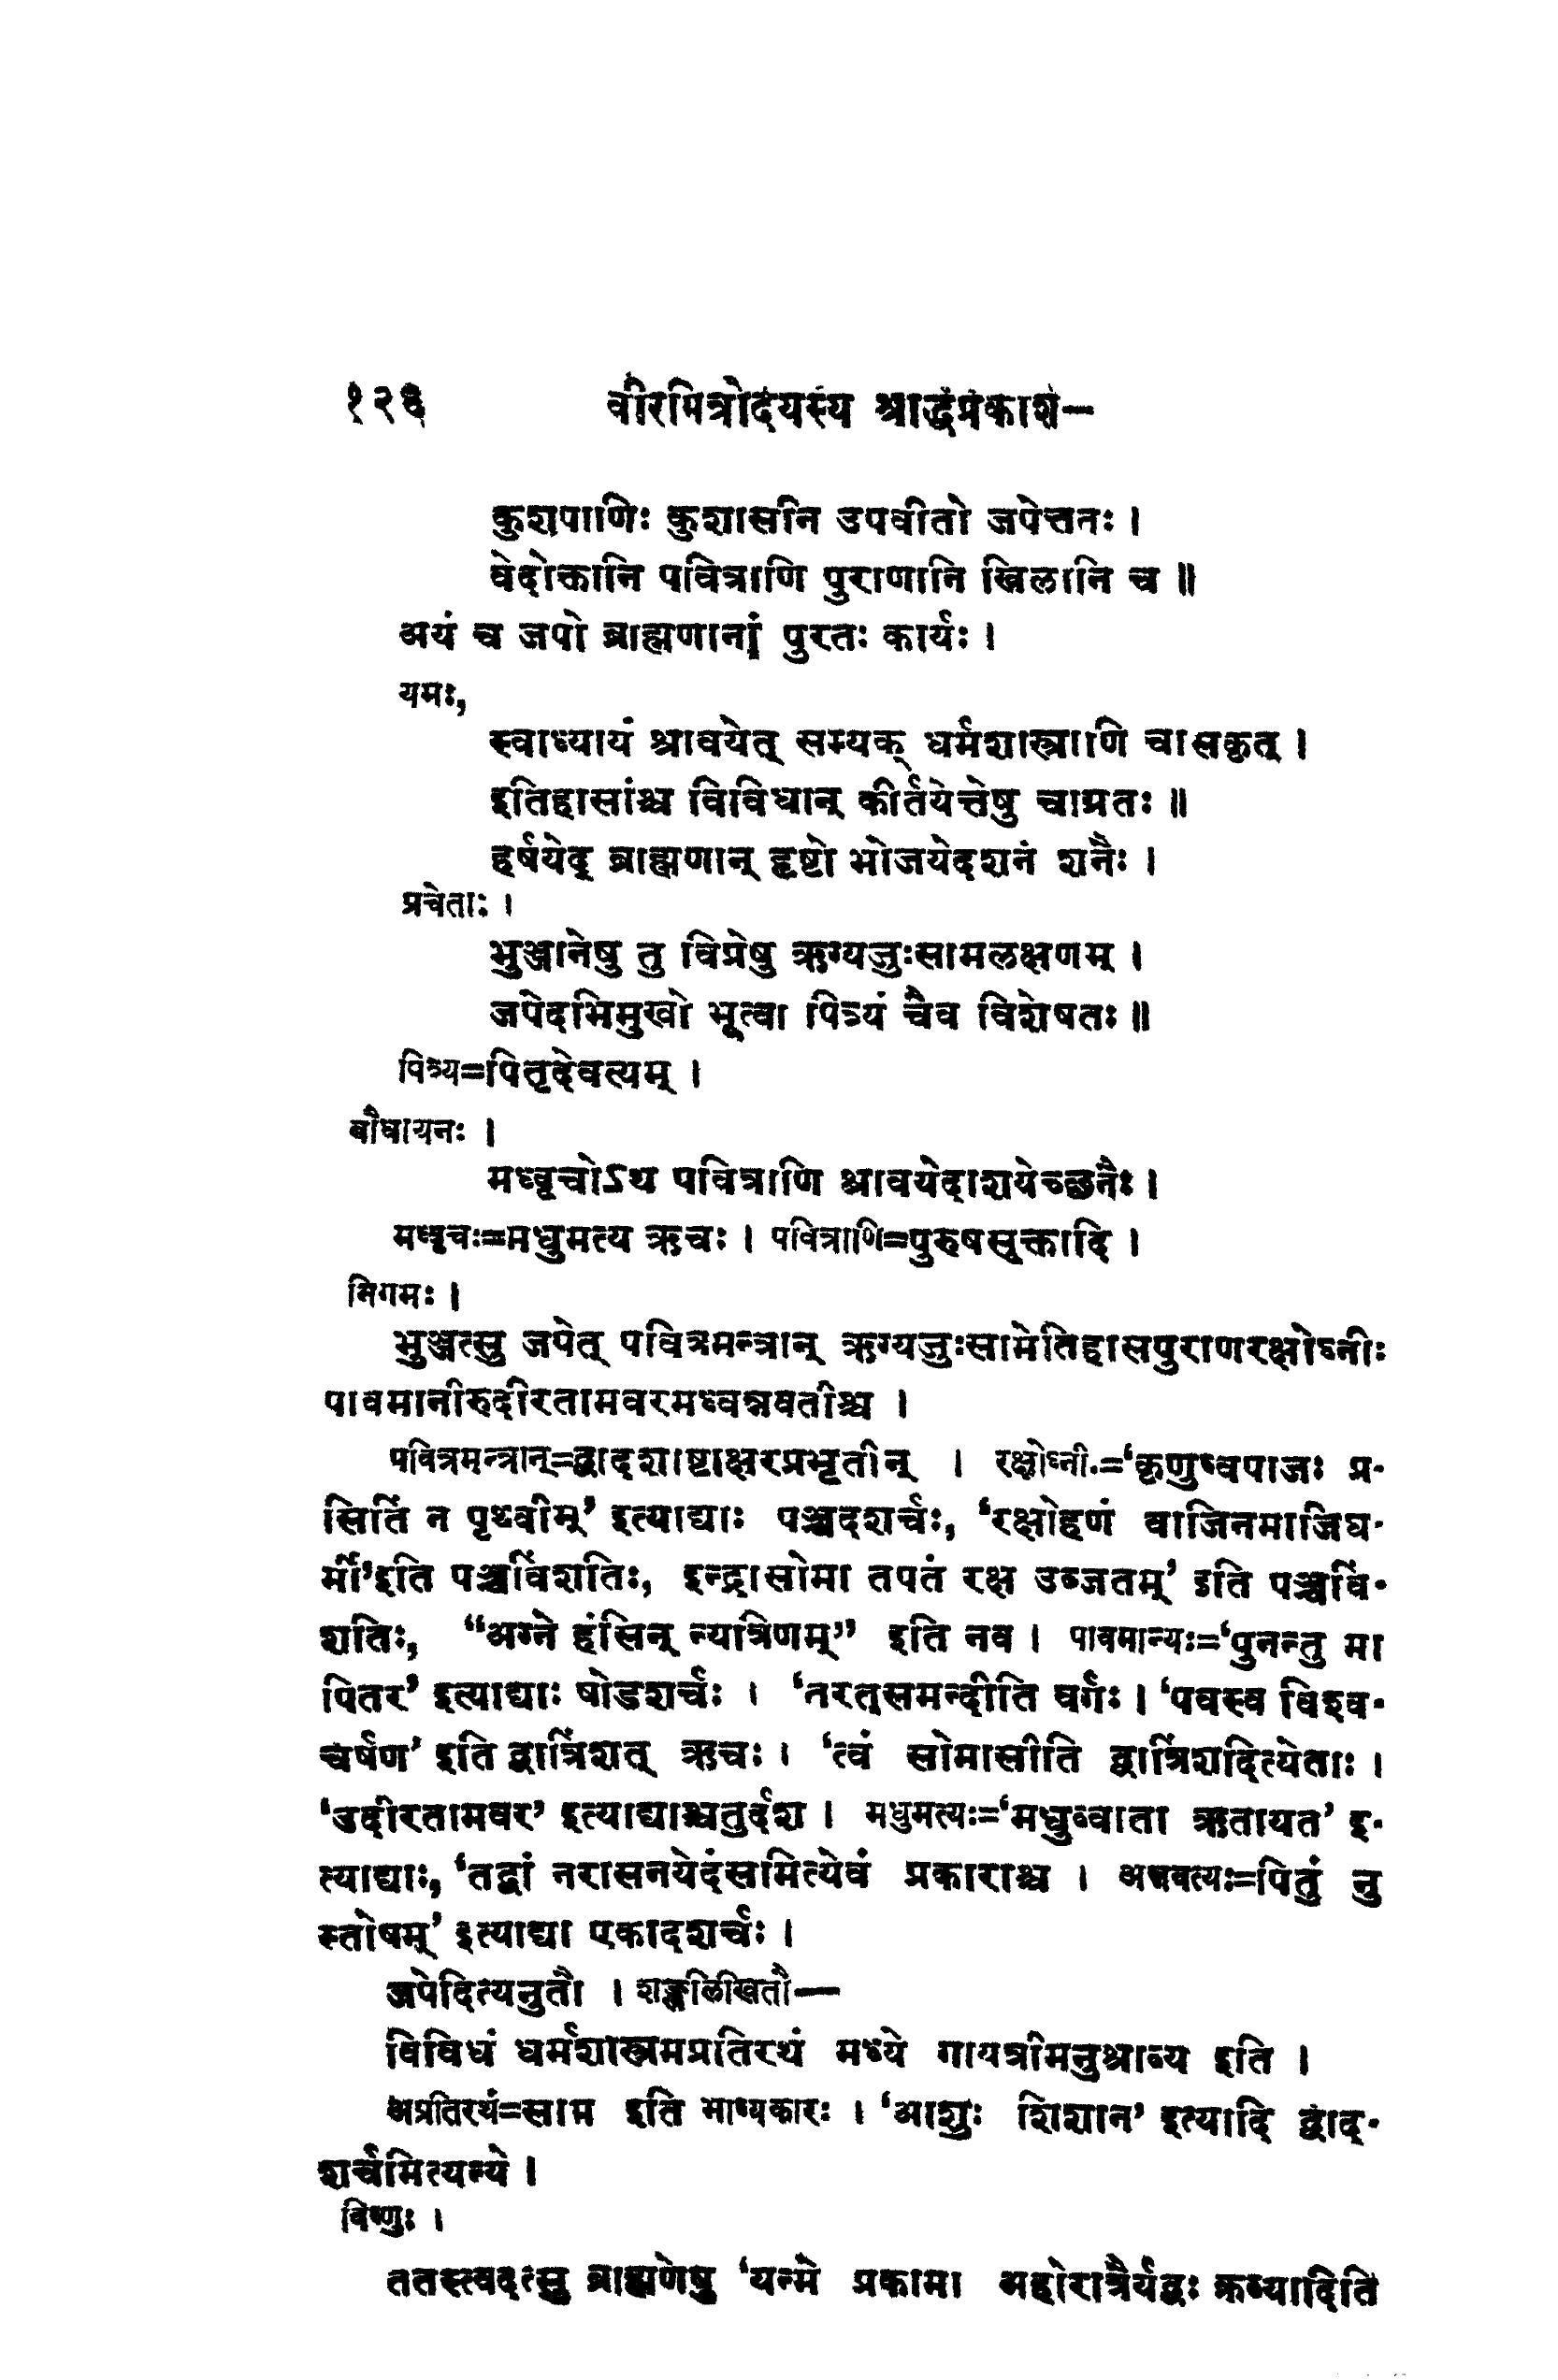 १२६ वीरमित्रोदयस्य श्राद्धप्रकाशे-
कुशपाणिः कुशासनि उपवीतो जपेत्ततः ।
वेदोक्तानि पवित्राणि पुराणानि खिलानि च ॥
अयं च जपो ब्राह्मणानां पुरतः कार्यः ।
यमः,
स्वाध्यायं श्रावयेत् सम्यक् धर्मशास्त्राणि चासकृत् ।
इतिहासांश्च विविधान् कीर्तयेत्तेषु चाग्रतः ॥
हर्षयेद् ब्राह्मणान् हृष्टो भोजयेदशनं शनैः ।
प्रचेताः ।
भुञ्जानेषु तु विप्रेषु ऋग्यजुःसामलक्षणम् ।
जपेदभिमुखो भूत्वा पित्र्यं चैव विशेषतः ॥
पित्र्य=पितृदेवत्यम् ।
बौधायनः ।
मध्वृचोऽथ पवित्राणि श्रावयेदाशयेच्छनैः ।
मध्वृचः=मधुमत्य ऋचः । पवित्राणि=पुरुषसूक्तादि ।
निगमः ।
भुञ्जत्सु जपेत् पवित्रमन्त्रान् ऋग्यजुःसामेतिहासपुराणरक्षोघ्नीः
पावमानीरुदीरतामवरमध्वन्नवतीश्च ।
पवित्रमन्त्रान्=द्वादशाष्टाक्षरप्रभृतीन् । रक्षोघ्नी.=‘कृणुष्वपाजः प्र-
सितिं न पृथ्वीम्’ इत्याद्याः पञ्चदशर्चः, ‘रक्षोहणं वाजिनमाजिघ-
र्मी’इति पञ्चविंशतिः, इन्द्रासोमा तपतं रक्ष उब्जतम्’ इति पञ्चविं-
शतिः, “अग्ने हंसिन् न्यत्रिणम्” इति नव । पावमान्यः=‘पुनन्तु मा
पितर’ इत्याद्याः षोडशर्चः । ‘तरत्समन्दीति वर्गः । ‘पवस्व विश्व-
चर्षण’ इति द्वात्रिंशत् ऋचः । ‘त्वं सोमासीति द्वात्रिंशदित्येताः ।
‘उदीरतामवर’ इत्याद्याश्चतुर्दश । मधुमत्यः=‘मधुव्वाता ऋतायत’ इ-
त्याद्याः, ‘तद्वां नरासनयेदंसमित्येवं प्रकाराश्च । अन्नवत्यः=पितुं नु
स्तोषम्’ इत्याद्या एकादशर्चः ।
जपेदित्यनुतौ । शङ्खलिखितौ—
विविधं धर्मशास्त्रमप्रतिरथं मध्ये गायत्रीमनुश्राव्य इति ।
अप्रतिरथं=साम इति भाष्यकारः । ‘आशुः शिशान’ इत्यादि द्वाद-
शर्चमित्यन्ये ।
विष्णुः ।
ततस्त्वदत्सु ब्राह्मणेषु ‘यन्मे प्रकामा अहोरात्रैर्यद्वः क्रव्यादिति